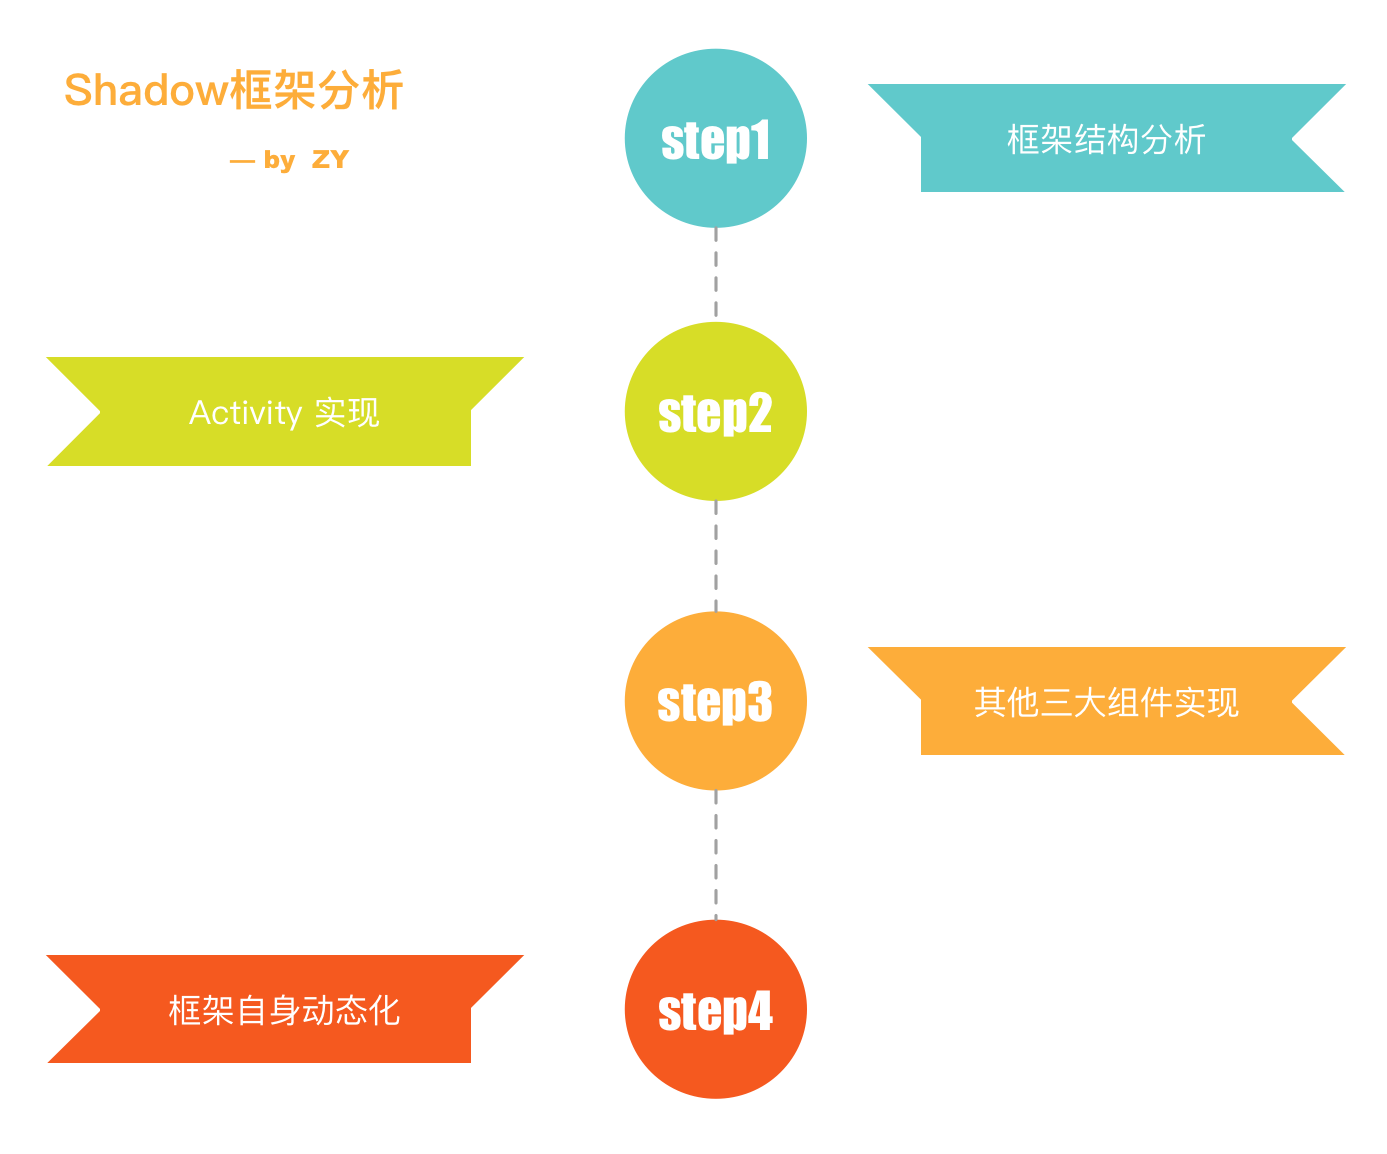 Shadow框架分析
— by ZY
step1
框架结构分析
Activity 实现
step2
step3
其他三大组件实现
框架自身动态化
step4